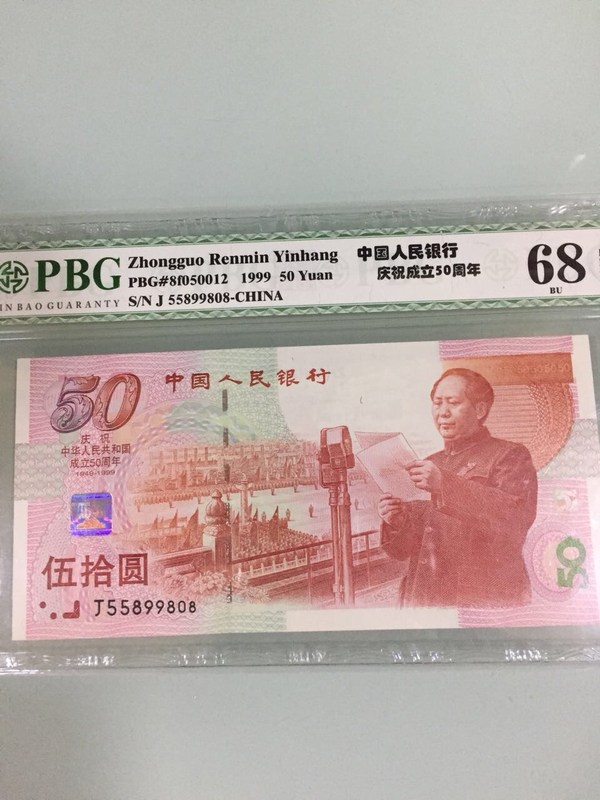 PBG
IN BAO GUARANTY
Zhongguo Renmin Yinhang
PBG#8f050012 1999 50 Yuan
S/N J 55899808-CHINA
中国人民银行
庆祝成立50周年
68
BU
50
中国人民银行
庆祝
中华人民共和国
成立50周年
1949-1999
伍拾圆
J55899808
50